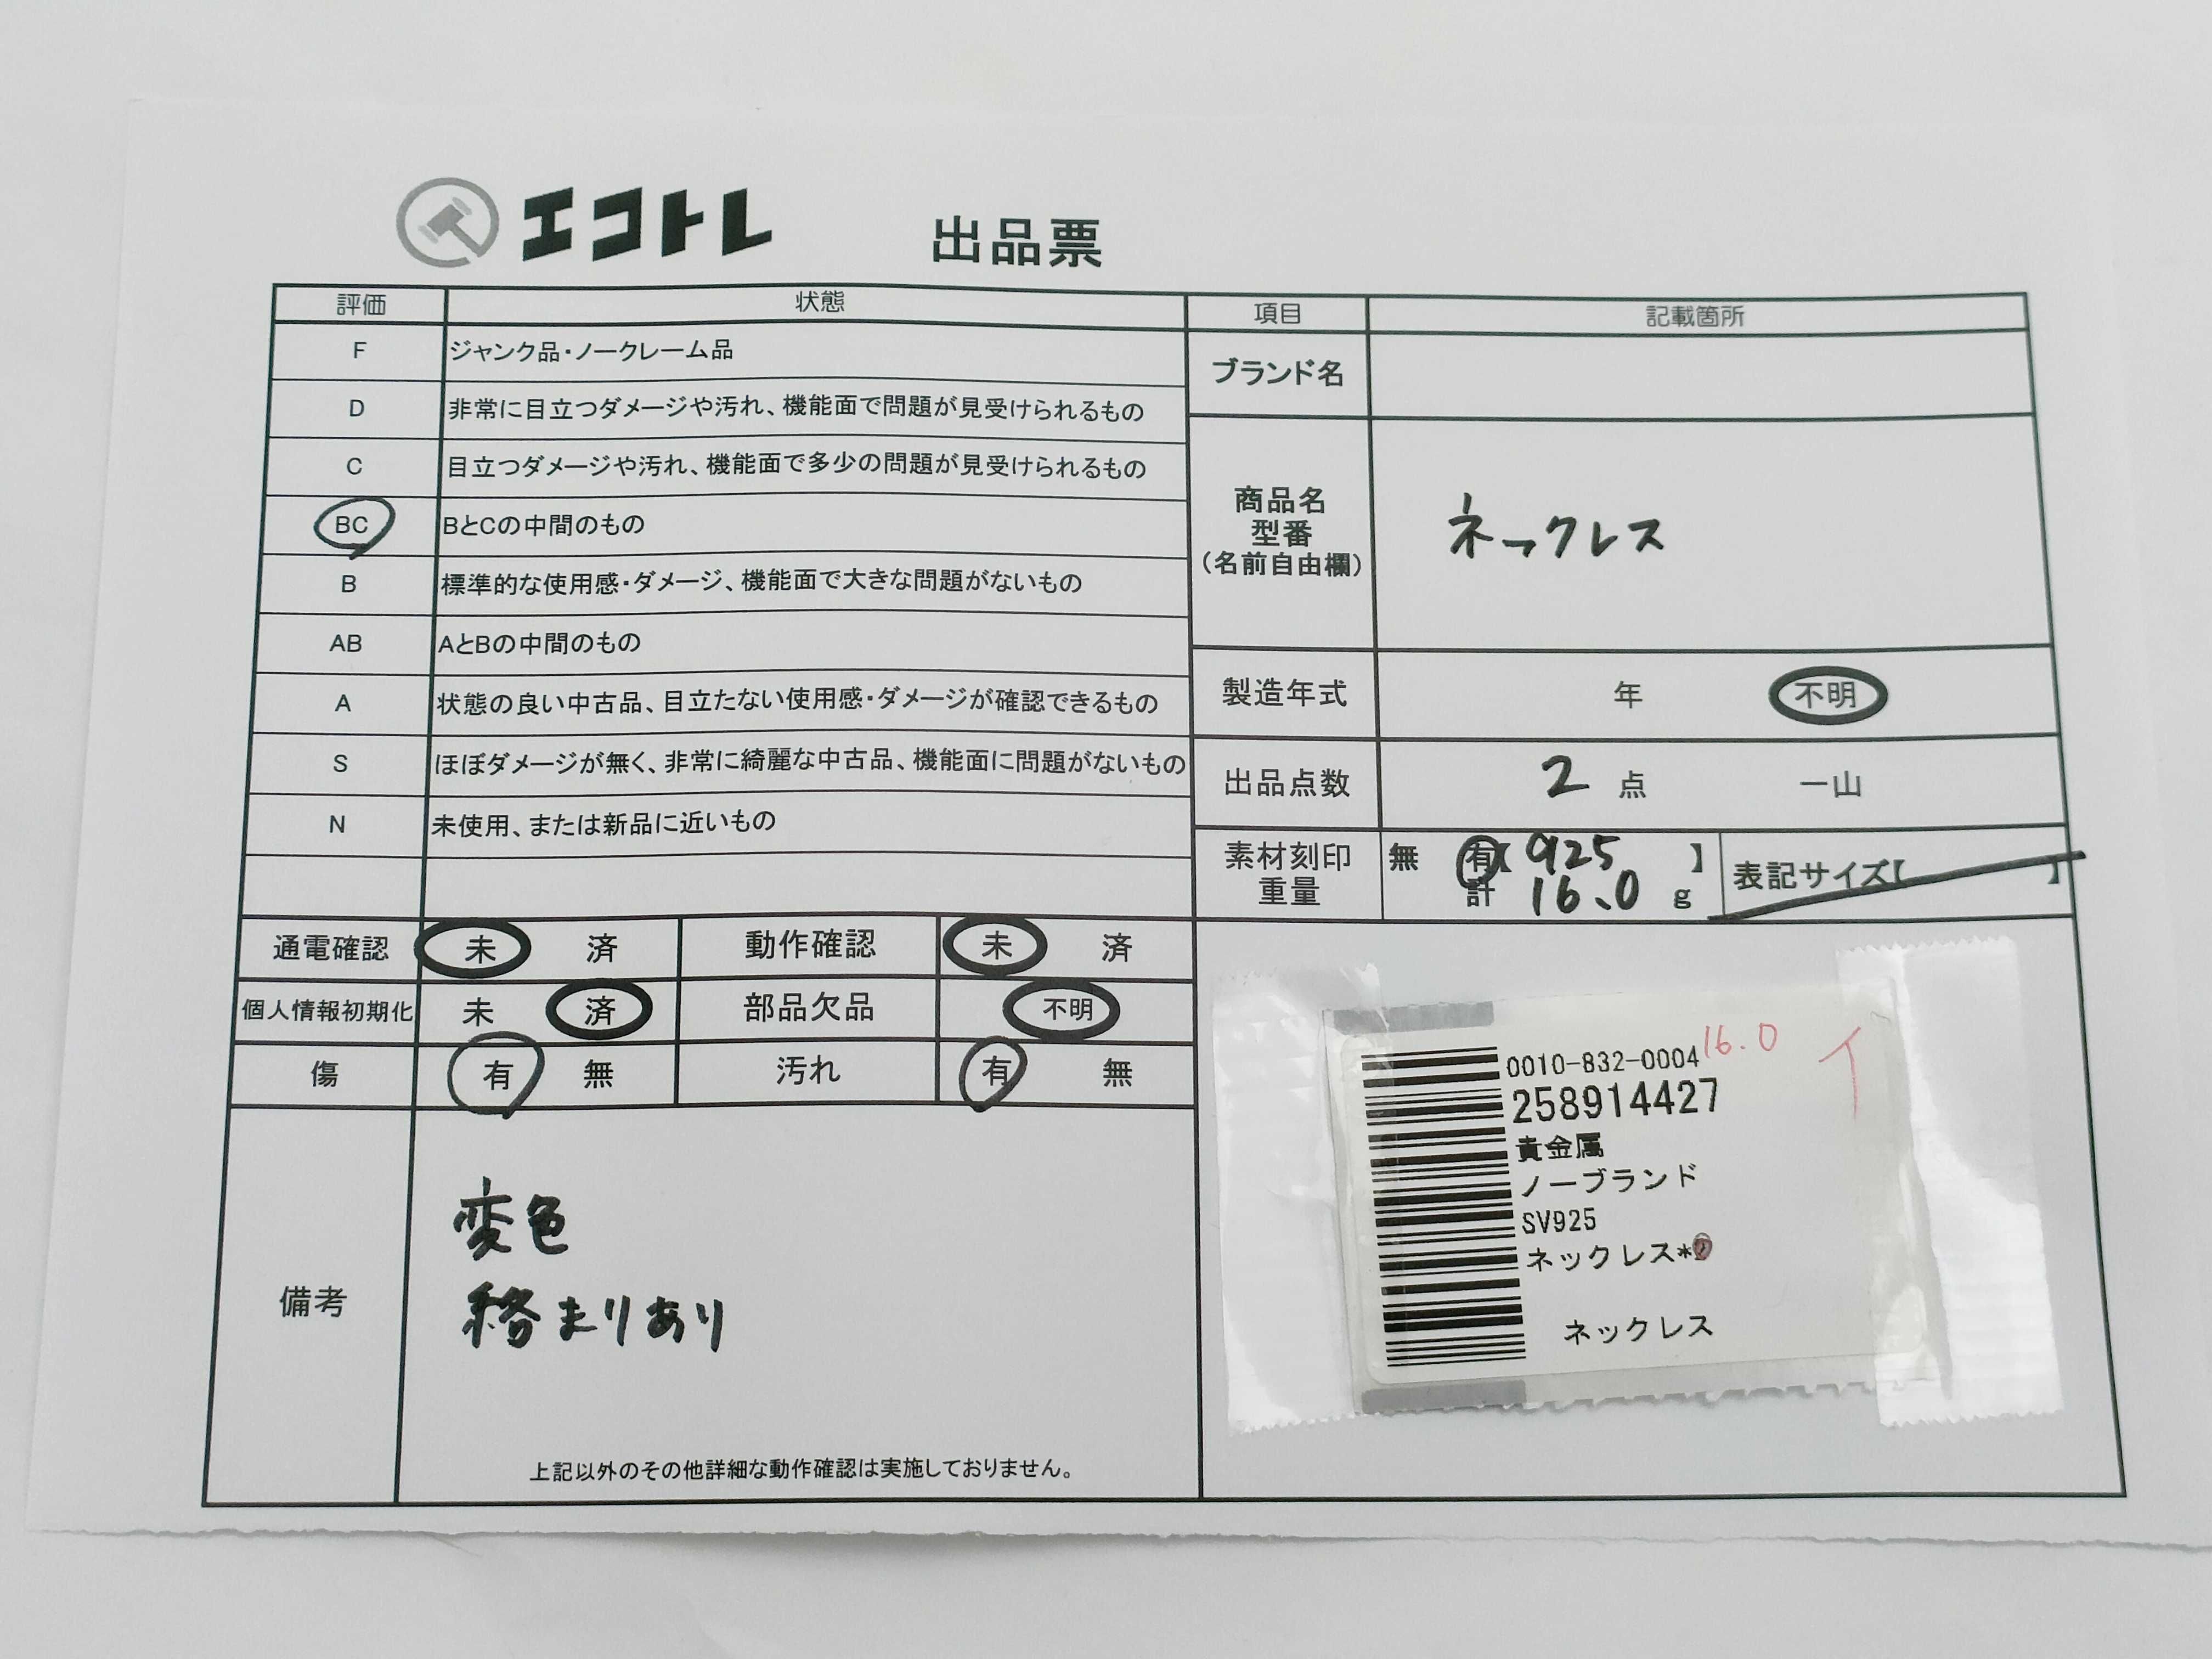 エコトレ 出品票
評価 状態
F ジャンク品・ノークレーム品
D 非常に目立つダメージや汚れ、機能面で問題が見受けられるもの
C 目立つダメージや汚れ、機能面で多少の問題が見受けられるもの
BC BとCの中間のもの
B 標準的な使用感・ダメージ、機能面で大きな問題がないもの
AB AとBの中間のもの
A 状態の良い中古品、目立たない使用感・ダメージが確認できるもの
S ほぼダメージが無く、非常に綺麗な中古品、機能面に問題がないもの
N 未使用、または新品に近いもの
項目 記載箇所
ブランド名
商品名
型番
(名前自由欄)
ネックレス
製造年式 年 不明
出品点数 2 点 一山
素材刻印 無 有【 925 】
重量 計 16.0 g
表記サイズ【 】
通電確認 未 済 動作確認 未 済
個人情報初期化 未 済 部品欠品 不明
傷 有 無 汚れ 有 無
備考
変色
絡まりあり
上記以外のその他詳細な動作確認は実施しておりません。
0010-832-0004 16.0 イ
258914427
貴金属
ノーブランド
SV925
ネックレス*
ネックレス